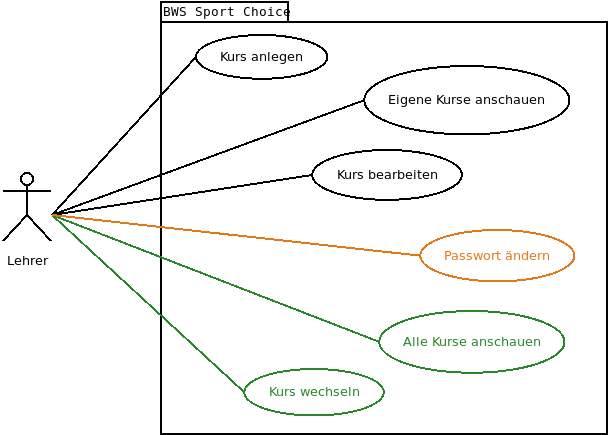 BWS Sport Choice
Kurs anlegen
Eigene Kurse anschauen
Kurs bearbeiten
Passwort ändern
Lehrer
Alle Kurse anschauen
Kurs wechseln